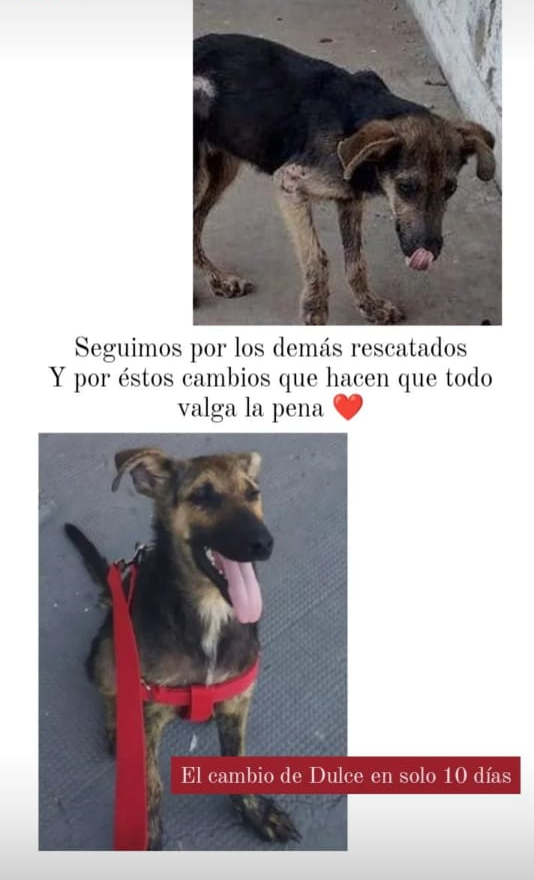 Seguimos por los demás rescatados
Y por éstos cambios que hacen que todo
valga la pena ❤️
El cambio de Dulce en solo 10 días